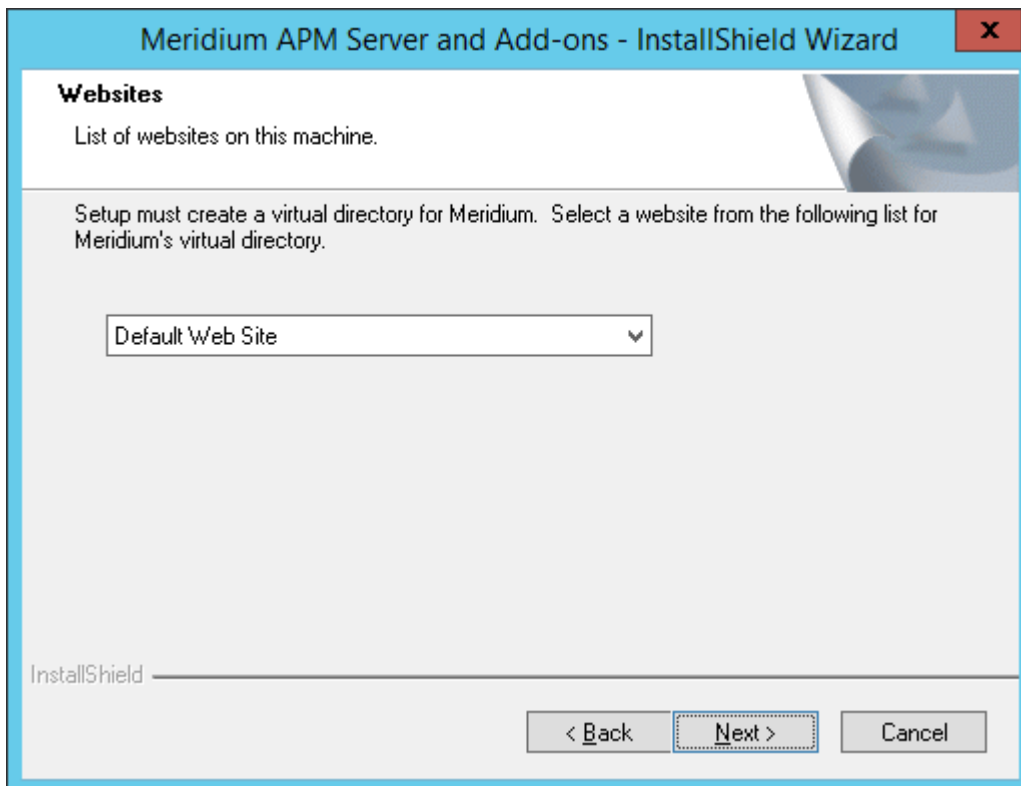 Meridium APM Server and Add-ons - InstallShield Wizard
x
Websites
List of websites on this machine.
Setup must create a virtual directory for Meridium. Select a website from the following list for
Meridium's virtual directory.
Default Web Site
InstallShield
< Back Next > Cancel